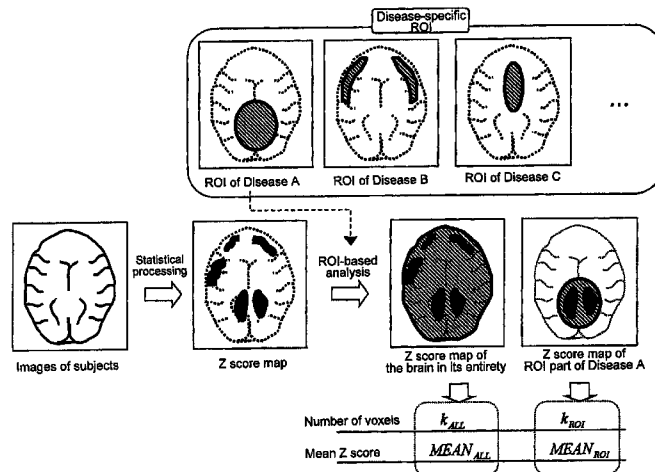 Disease-specific
ROI
ROI of Disease A
ROI of Disease B
ROI of Disease C
...
Statistical
processing
ROI-based
analysis
Images of subjects
Z score map
Z score map of
the brain in its entirety
Z score map of
ROI part of Disease A
Number of voxels
k_ALL
k_ROI
Mean Z score
MEAN_ALL
MEAN_ROI